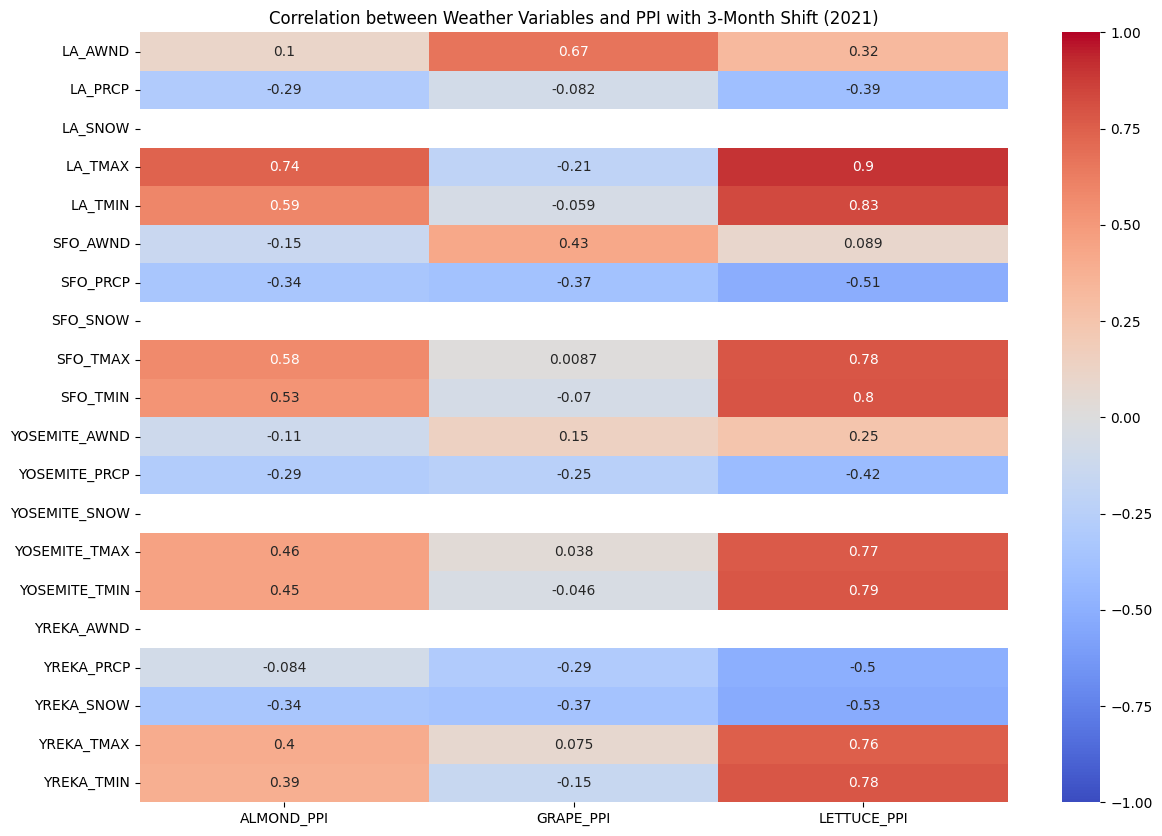 Correlation between Weather Variables and PPI with 3-Month Shift (2021)
LA_AWND 0.1 0.67 0.32
LA_PRCP -0.29 -0.082 -0.39
LA_SNOW
LA_TMAX 0.74 -0.21 0.9
LA_TMIN 0.59 -0.059 0.83
SFO_AWND -0.15 0.43 0.089
SFO_PRCP -0.34 -0.37 -0.51
SFO_SNOW
SFO_TMAX 0.58 0.0087 0.78
SFO_TMIN 0.53 -0.07 0.8
YOSEMITE_AWND -0.11 0.15 0.25
YOSEMITE_PRCP -0.29 -0.25 -0.42
YOSEMITE_SNOW
YOSEMITE_TMAX 0.46 0.038 0.77
YOSEMITE_TMIN 0.45 -0.046 0.79
YREKA_AWND
YREKA_PRCP -0.084 -0.29 -0.5
YREKA_SNOW -0.34 -0.37 -0.53
YREKA_TMAX 0.4 0.075 0.76
YREKA_TMIN 0.39 -0.15 0.78
ALMOND_PPI GRAPE_PPI LETTUCE_PPI
1.00
0.75
0.50
0.25
0.00
−0.25
−0.50
−0.75
−1.00